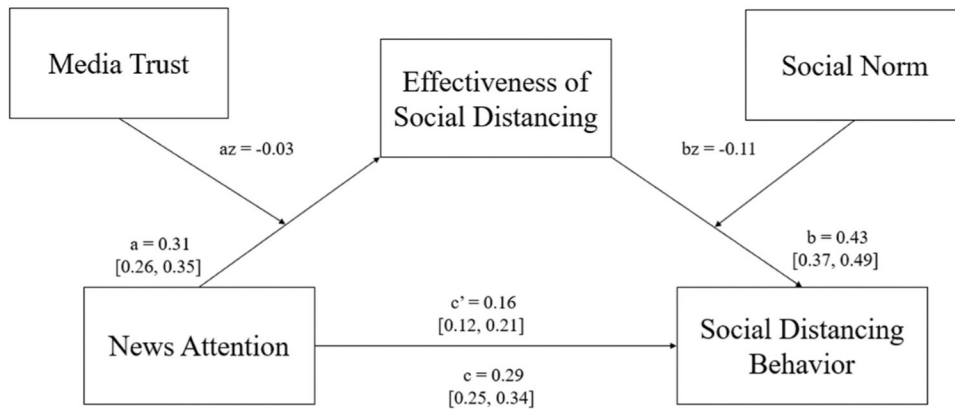 Media Trust
Effectiveness of
Social Distancing
Social Norm
az = -0.03
bz = -0.11
a = 0.31
[0.26, 0.35]
b = 0.43
[0.37, 0.49]
News Attention
c’ = 0.16
[0.12, 0.21]
c = 0.29
[0.25, 0.34]
Social Distancing
Behavior